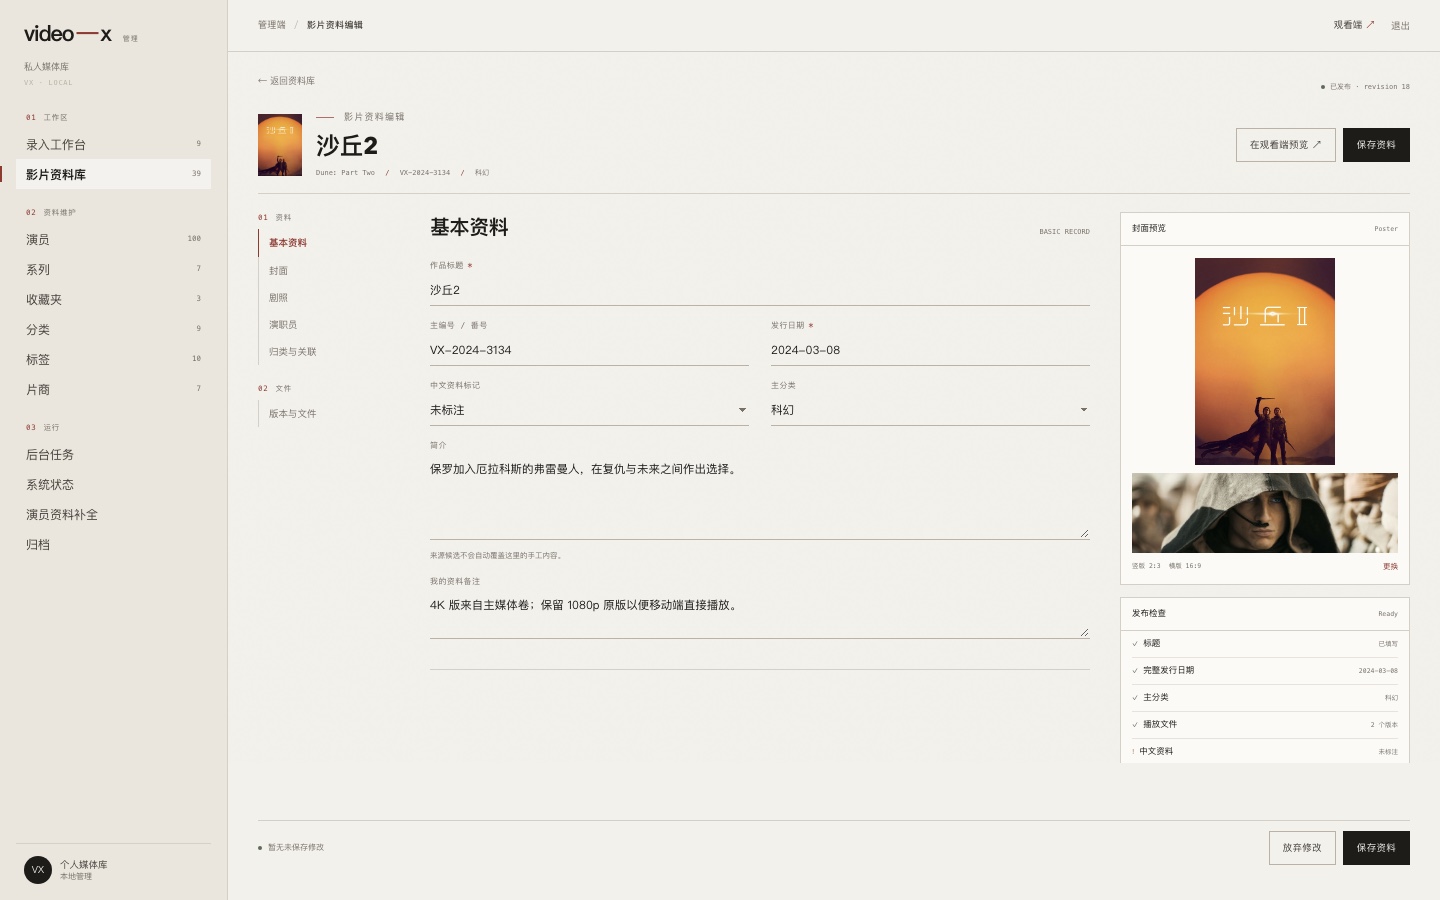 video—x 管理
私人媒体库
VX · LOCAL
01 工作区
录入工作台 9
影片资料库 39
02 资料维护
演员 100
系列 7
收藏夹 3
分类 9
标签 10
片商 7
03 运行
后台任务
系统状态
演员资料补全
归档
VX
个人媒体库
本地管理
管理端 / 影片资料编辑
观看端 ↗ 退出
← 返回资料库
已发布 · revision 18
影片资料编辑
沙丘2
Dune: Part Two / VX-2024-3134 / 科幻
在观看端预览 ↗
保存资料
01 资料
基本资料
封面
剧照
演职员
归类与关联
02 文件
版本与文件
基本资料
BASIC RECORD
作品标题 *
沙丘2
主编号 / 番号
VX-2024-3134
发行日期 *
2024-03-08
中文资料标记
未标注
主分类
科幻
简介
保罗加入厄拉科斯的弗雷曼人，在复仇与未来之间作出选择。
来源候选不会自动覆盖这里的手工内容。
我的资料备注
4K 版来自主媒体卷；保留 1080p 原版以便移动端直接播放。
封面预览 Poster
沙丘II
竖版 2:3 横版 16:9
更换
发布检查 Ready
✓ 标题 已填写
✓ 完整发行日期 2024-03-08
✓ 主分类 科幻
✓ 播放文件 2 个版本
! 中文资料 未标注
暂无未保存修改
放弃修改
保存资料